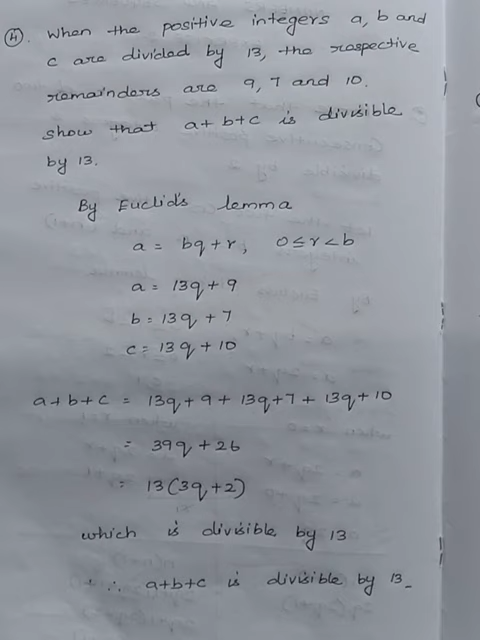 (4). When the positive integers a, b and
c are divided by 13, the respective
remainders are 9, 7 and 10.
show that a+b+c is divisible
by 13.
By Euclid's lemma
a = bq+r, 0≤r<b
a = 13q+9
b = 13q+7
c = 13q+10
a+b+c = 13q+9+13q+7+13q+10
= 39q+26
= 13(3q+2)
which is divisible by 13
∴ a+b+c is divisible by 13.